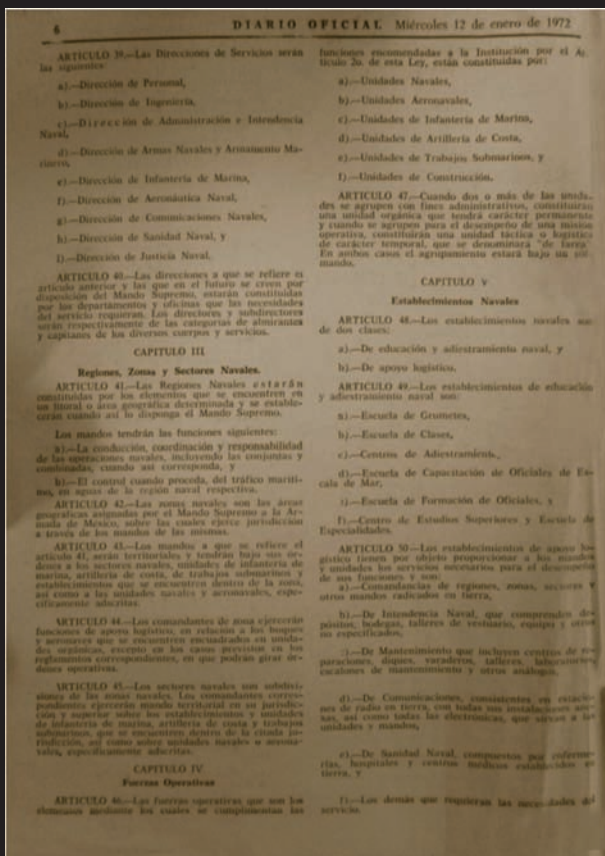 6
DIARIO OFICIAL Miércoles 12 de enero de 1972
ARTICULO 39.—Las Direcciones de Servicios serán
las siguientes:
a).—Dirección de Personal,
b).—Dirección de Ingeniería,
c).—Dirección de Administración e Intendencia
Naval,
d).—Dirección de Armas Navales y Armamento Ma-
rinero,
e).—Dirección de Infantería de Marina,
f).—Dirección de Aeronáutica Naval,
g).—Dirección de Comunicaciones Navales,
h).—Dirección de Sanidad Naval, y
i).—Dirección de Justicia Naval.
ARTICULO 40.—Las direcciones a que se refiere el
artículo anterior y las que en el futuro se creen por
disposición del Mando Supremo, estarán constituidas
por los departamentos y oficinas que las necesidades
del servicio requieran. Los directores y subdirectores
serán respectivamente de las categorías de almirantes
y capitanes de los diversos cuerpos y servicios.
CAPITULO III
Regiones, Zonas y Sectores Navales.
ARTICULO 41.—Las Regiones Navales estarán
constituidas por los elementos que se encuentren en
un litoral o área geográfica determinada y se estable-
cerán cuando así lo disponga el Mando Supremo.
Los mandos tendrán las funciones siguientes:
a).—La conducción, coordinación y responsabilidad
de las operaciones navales, incluyendo las conjuntas y
combinadas, cuando así corresponda, y
b).—El control cuando proceda, del tráfico maríti-
mo, en aguas de la región naval respectiva.
ARTICULO 42.—Las zonas navales son las áreas
geográficas asignadas por el Mando Supremo a la Ar-
mada de México, sobre las cuales ejerce jurisdicción
a través de los mandos de las mismas.
ARTICULO 43.—Los mandos a que se refiere el
artículo 41, serán territoriales y tendrán bajo sus ór-
denes a los sectores navales, unidades de infantería de
marina, artillería de costa, de trabajos submarinos y
establecimientos que se encuentren dentro de la zona,
así como a las unidades navales y aeronavales, espe-
cíficamente adscritas.
ARTICULO 44.—Los comandantes de zona ejercerán
funciones de apoyo logístico, en relación a los buques
y aeronaves que se encuentren encuadrados en unida-
des orgánicas, excepto en los casos previstos en los
reglamentos correspondientes, en que podrán girar ór-
denes operativas.
ARTICULO 45.—Los sectores navales son subdivi-
siones de las zonas navales. Los comandantes corres-
pondientes ejercerán mando territorial en su jurisdic-
ción y superior sobre los establecimientos y unidades
de infantería de marina, artillería de costa y trabajos
submarinos, que se encuentren dentro de la citada ju-
risdicción, así como sobre unidades navales o aerona-
vales, específicamente adscritas.
CAPITULO IV
Fuerzas Operativas
ARTICULO 46.—Las fuerzas operativas que son los
elementos mediante los cuales se cumplimentan las
funciones encomendadas a la Institución por el Ar-
tículo 2o. de esta Ley, están constituidas por:
a).—Unidades Navales,
b).—Unidades Aeronavales,
c).—Unidades de Infantería de Marina,
d).—Unidades de Artillería de Costa,
e).—Unidades de Trabajos Submarinos, y
f).—Unidades de Construcción.
ARTICULO 47.—Cuando dos o más de las unida-
des se agrupen con fines administrativos, constituirán
una unidad orgánica que tendrá carácter permanente
y cuando se agrupen para el desempeño de una misión
operativa, constituirán una unidad táctica o logística
de carácter temporal, que se denominará "de tarea".
En ambos casos el agrupamiento estará bajo un solo
mando.
CAPITULO V
Establecimientos Navales
ARTICULO 48.—Los establecimientos navales son
de dos clases:
a).—De educación y adiestramiento naval, y
b).—De apoyo logístico.
ARTICULO 49.—Los establecimientos de educación
y adiestramiento naval son:
a).—Escuela de Grumetes,
b).—Escuela de Clases,
c).—Centros de Adiestramiento,
d).—Escuela de Capacitación de Oficiales de Es-
cala de Mar,
e).—Escuela de Formación de Oficiales, y
f).—Centro de Estudios Superiores y Escuela de
Especialidades.
ARTICULO 50.—Los establecimientos de apoyo lo-
gístico tienen por objeto proporcionar a los mandos
y unidades los servicios necesarios para el desempeño
de sus funciones y son:
a).—Comandancias de regiones, zonas, sectores y
otros mandos radicados en tierra,
b).—De Intendencia Naval, que comprenden de-
pósitos, bodegas, talleres de vestuario, equipo y otros
no especificados,
c).—De Mantenimiento que incluyen centros de re-
paraciones, diques, varaderos, talleres, laboratorios,
escalones de mantenimiento y otros análogos,
d).—De Comunicaciones, consistentes en estacio-
nes de radio en tierra, con todas sus instalaciones ane-
xas, así como todas las electrónicas, que sirvan a las
unidades y mandos,
e).—De Sanidad Naval, compuestos por enferme-
rías, hospitales y centros médicos establecidos en
tierra, y
f).—Los demás que requieran las necesidades del
servicio.